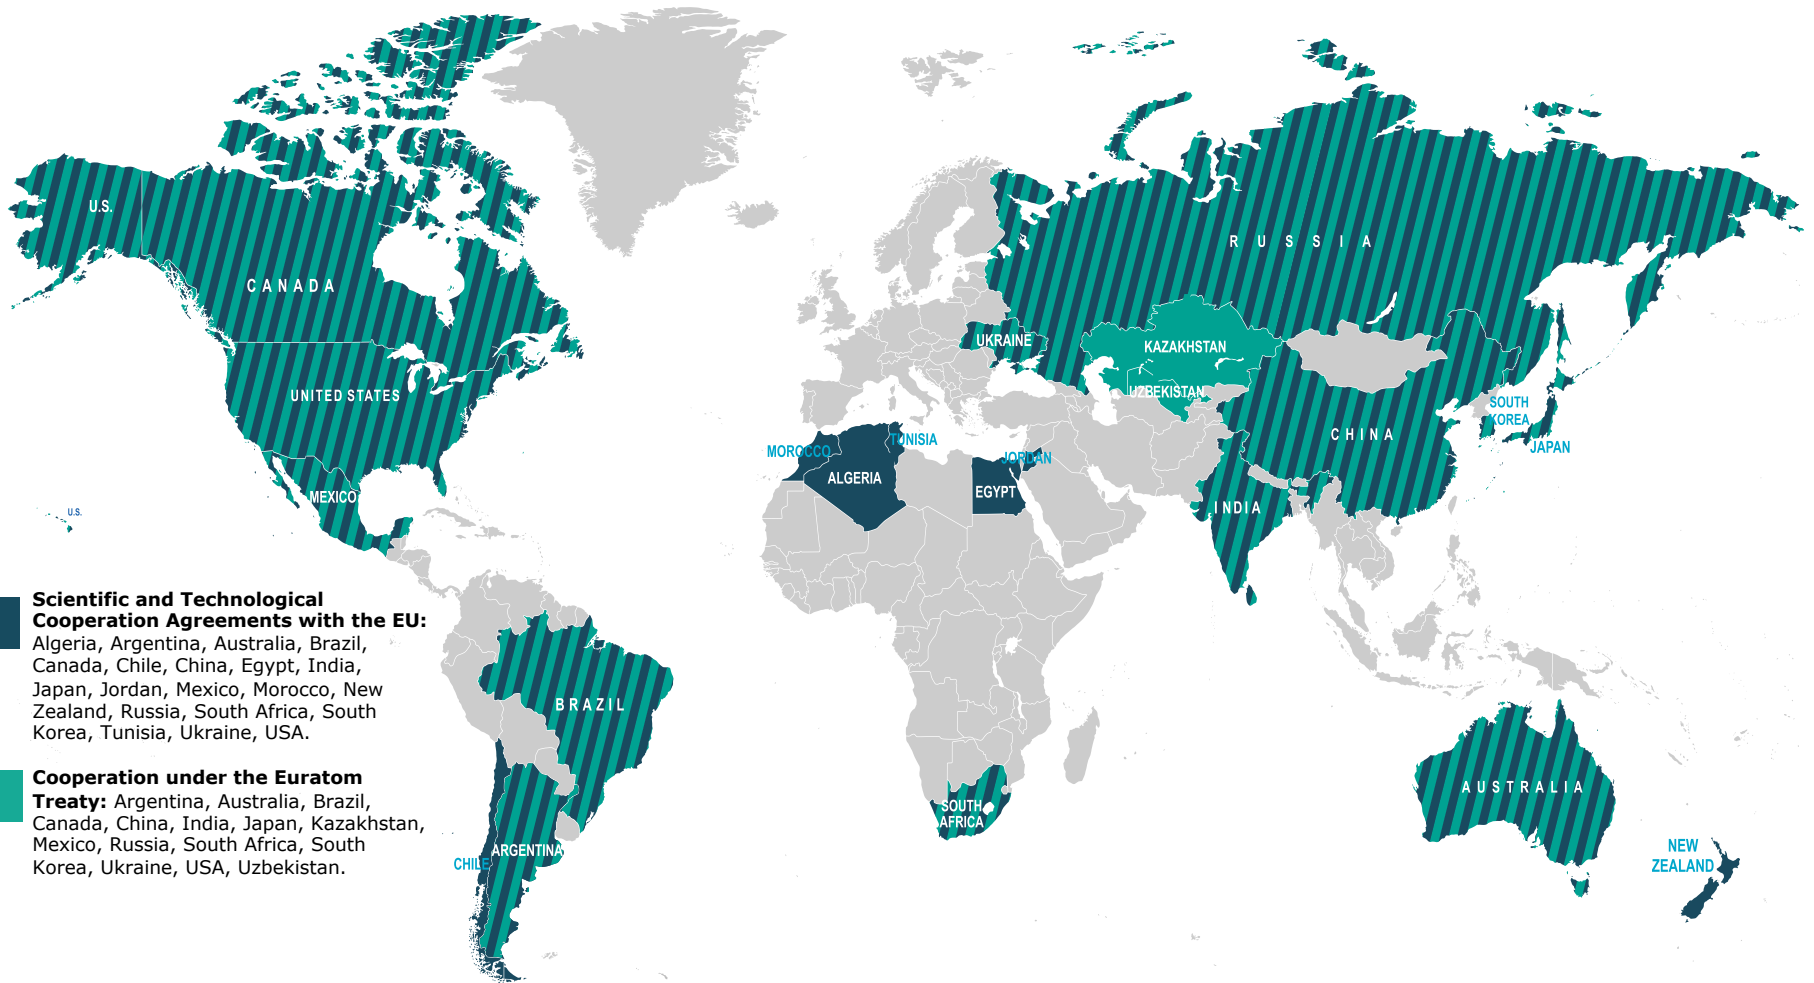 U.S.
CANADA
RUSSIA
UKRAINE
KAZAKHSTAN
UZBEKISTAN
UNITED STATES
SOUTH
KOREA
JAPAN
CHINA
MOROCCO
TUNISIA
JORDAN
ALGERIA
EGYPT
MEXICO
INDIA
U.S.
Scientific and Technological
Cooperation Agreements with the EU:
Algeria, Argentina, Australia, Brazil,
Canada, Chile, China, Egypt, India,
Japan, Jordan, Mexico, Morocco, New
Zealand, Russia, South Africa, South
Korea, Tunisia, Ukraine, USA.
Cooperation under the Euratom
Treaty: Argentina, Australia, Brazil,
Canada, China, India, Japan, Kazakhstan,
Mexico, Russia, South Africa, South
Korea, Ukraine, USA, Uzbekistan.
BRAZIL
SOUTH
AFRICA
AUSTRALIA
ARGENTINA
CHILE
NEW
ZEALAND